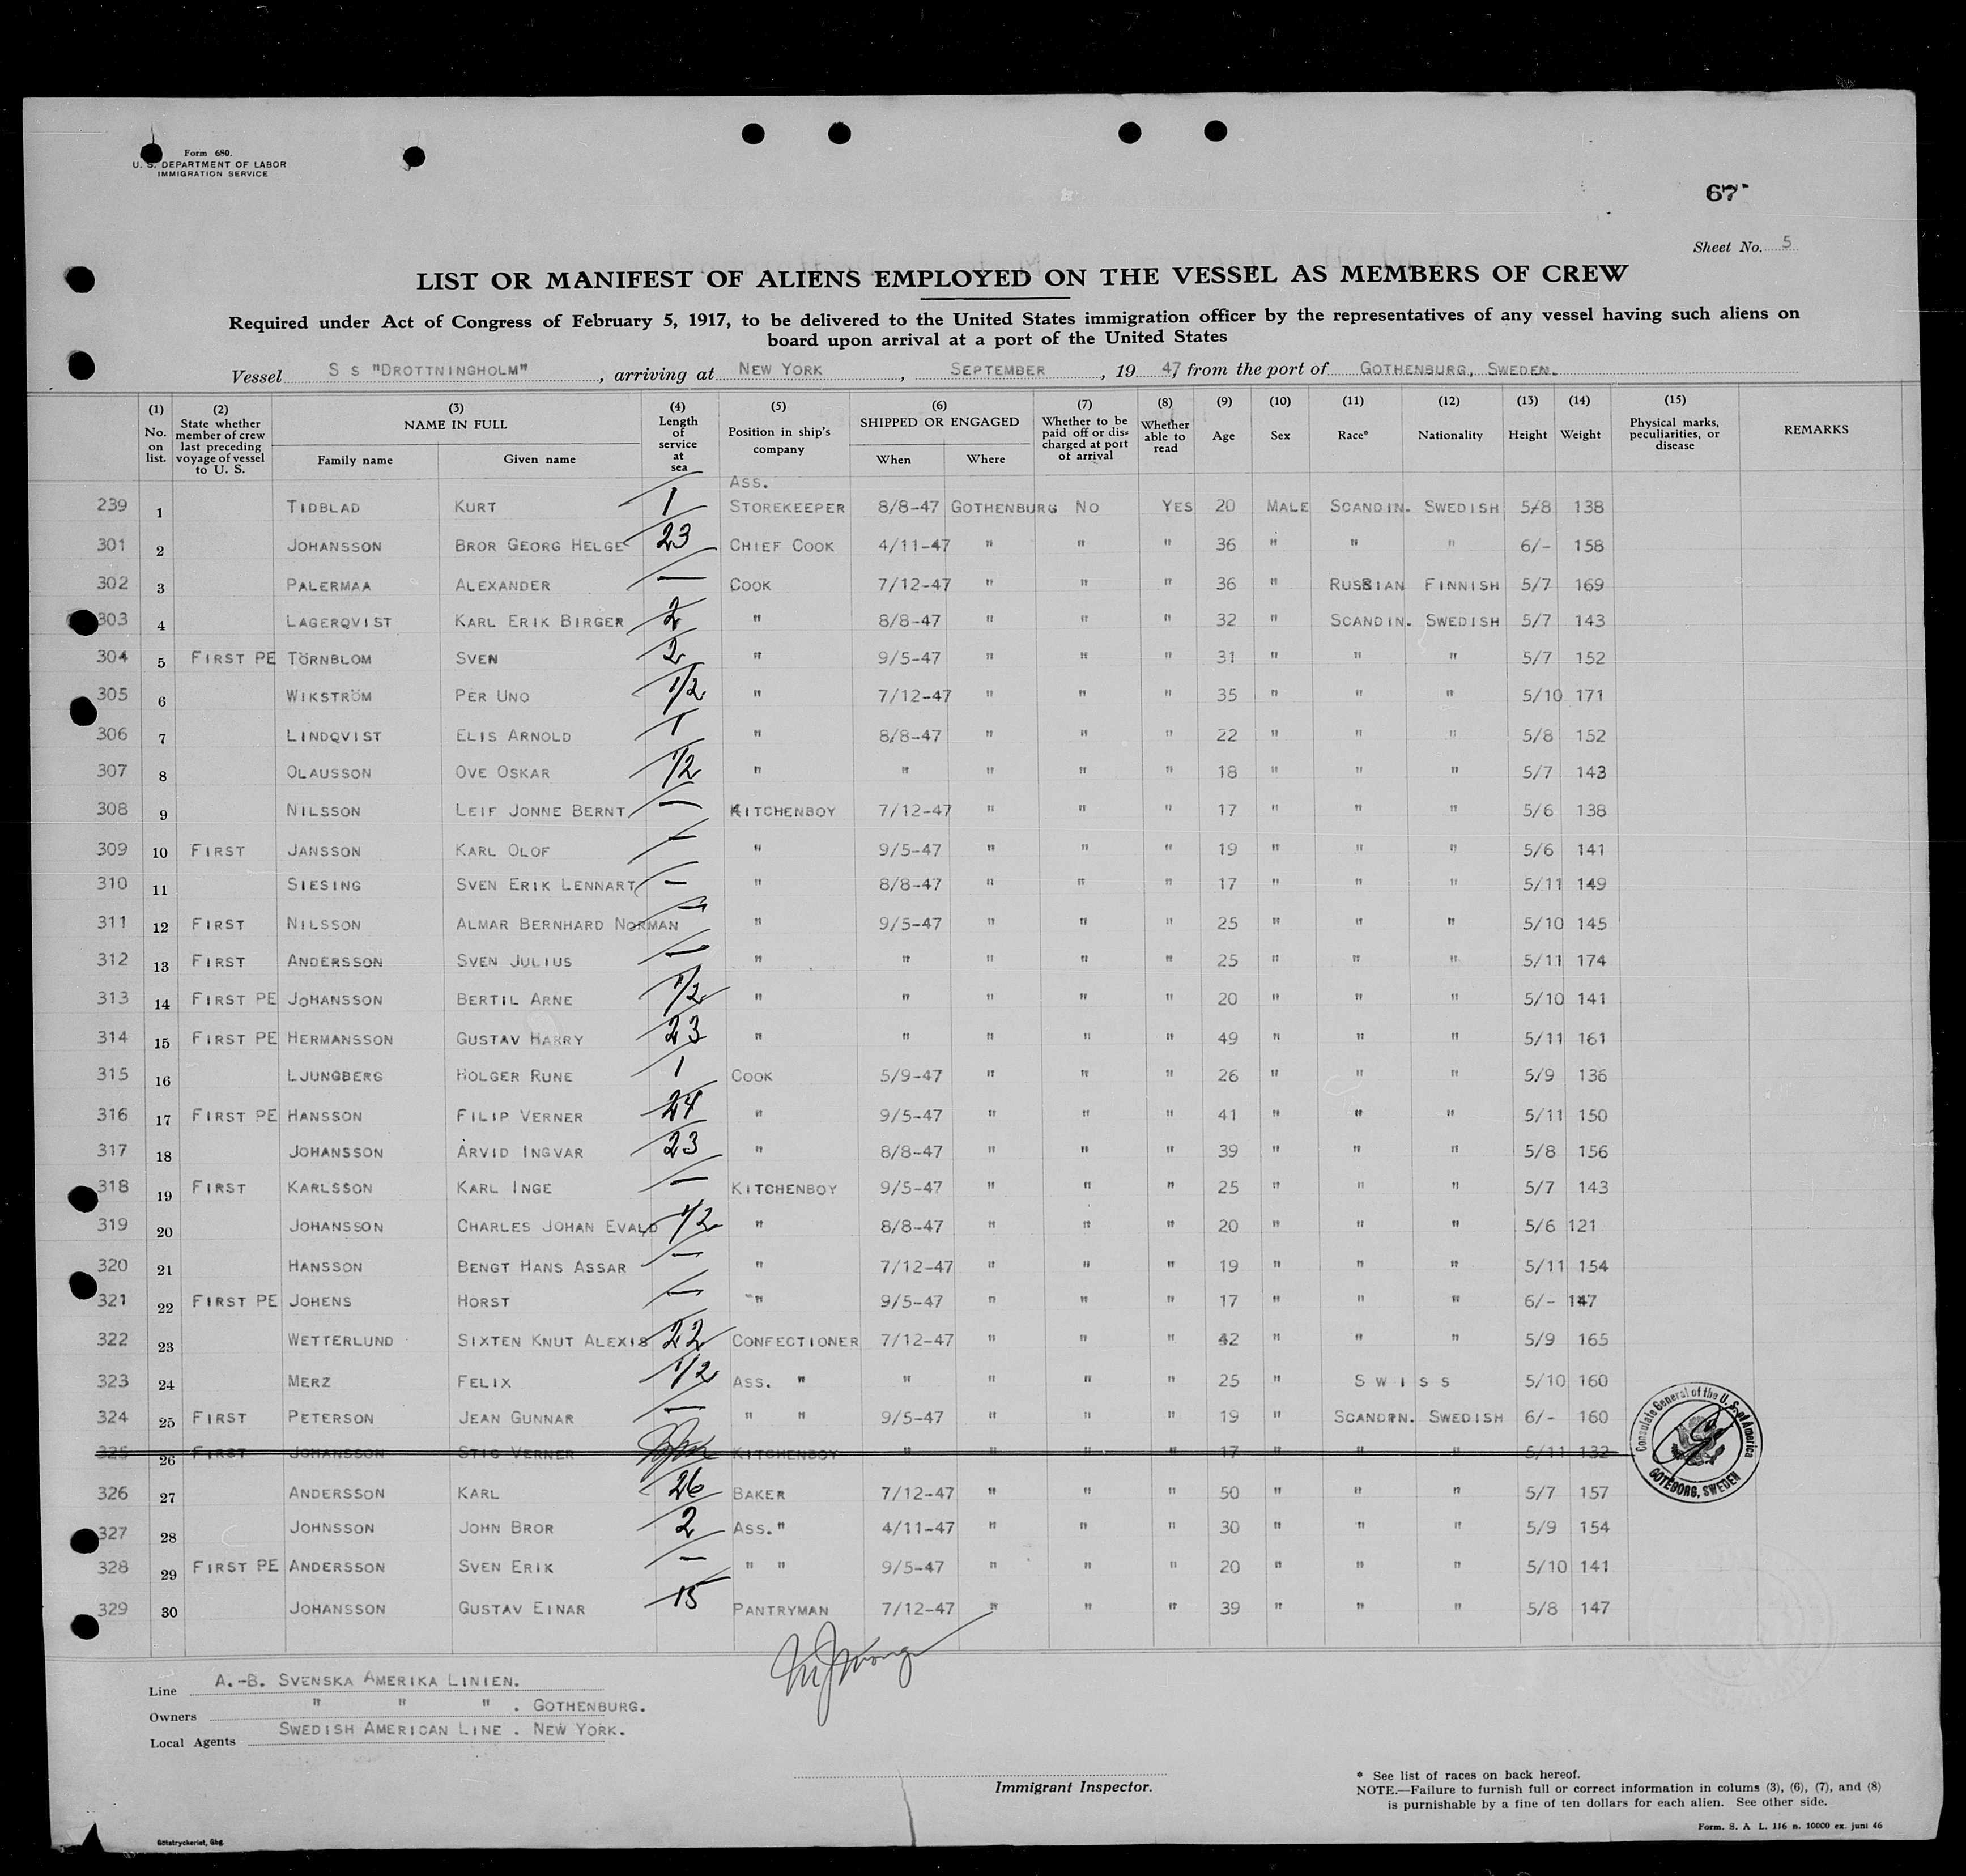 Form 680.
U. S. DEPARTMENT OF LABOR
IMMIGRATION SERVICE
67
Sheet No. 5
LIST OR MANIFEST OF ALIENS EMPLOYED ON THE VESSEL AS MEMBERS OF CREW
Required under Act of Congress of February 5, 1917, to be delivered to the United States immigration officer by the representatives of any vessel having such aliens on
board upon arrival at a port of the United States
Vessel S s "DROTTNINGHOLM", arriving at NEW YORK, SEPTEMBER, 1947 from the port of GOTHENBURG, SWEDEN.
(1) No. on list. (2) State whether member of crew last preceding voyage of vessel to U. S. (3) NAME IN FULL Family name Given name (4) Length of service at sea (5) Position in ship's company (6) SHIPPED OR ENGAGED When Where (7) Whether to be paid off or discharged at port of arrival (8) Whether able to read (9) Age (10) Sex (11) Race* (12) Nationality (13) Height (14) Weight (15) Physical marks, peculiarities, or disease REMARKS
239 1 TIDBLAD KURT 1 ASS. STOREKEEPER 8/8-47 GOTHENBURG NO YES 20 MALE SCANDIN. SWEDISH 5/8 138
301 2 JOHANSSON BROR GEORG HELGE 23 CHIEF COOK 4/11-47 " " " 36 " " " 6/- 158
302 3 PALERMAA ALEXANDER — COOK 7/12-47 " " " 36 " RUSSIAN FINNISH 5/7 169
303 4 LAGERQVIST KARL ERIK BIRGER 2 " 8/8-47 " " " 32 " SCANDIN. SWEDISH 5/7 143
304 5 FIRST PE TÖRNBLOM SVEN 2 " 9/5-47 " " " 31 " " " 5/7 152
305 6 WIKSTRÖM PER UNO 1/2 " 7/12-47 " " " 35 " " " 5/10 171
306 7 LINDQVIST ELIS ARNOLD 1 " 8/8-47 " " " 22 " " " 5/8 152
307 8 OLAUSSON OVE OSKAR 1/2 " " " " " 18 " " " 5/7 143
308 9 NILSSON LEIF JONNE BERNT — KITCHENBOY 7/12-47 " " " 17 " " " 5/6 138
309 10 FIRST JANSSON KARL OLOF — " 9/5-47 " " " 19 " " " 5/6 141
310 11 SIESING SVEN ERIK LENNART — " 8/8-47 " " " 17 " " " 5/11 149
311 12 FIRST NILSSON ALMAR BERNHARD NORMAN — " 9/5-47 " " " 25 " " " 5/10 145
312 13 FIRST ANDERSSON SVEN JULIUS — " " " " " 25 " " " 5/11 174
313 14 FIRST PE JOHANSSON BERTIL ARNE 1/2 " " " " " 20 " " " 5/10 141
314 15 FIRST PE HERMANSSON GUSTAV HARRY 23 " " " " " 49 " " " 5/11 161
315 16 LJUNGBERG HOLGER RUNE 1 COOK 5/9-47 " " " 26 " " " 5/9 136
316 17 FIRST PE HANSSON FILIP VERNER 24 " 9/5-47 " " " 41 " " " 5/11 150
317 18 JOHANSSON ARVID INGVAR 23 " 8/8-47 " " " 39 " " " 5/8 156
318 19 FIRST KARLSSON KARL INGE — KITCHENBOY 9/5-47 " " " 25 " " " 5/7 143
319 20 JOHANSSON CHARLES JOHAN EVALD 1/2 " 8/8-47 " " " 20 " " " 5/6 121
320 21 HANSSON BENGT HANS ASSAR — " 7/12-47 " " " 19 " " " 5/11 154
321 22 FIRST PE JOHENS HORST — " 9/5-47 " " " 17 " " " 6/- 147
322 23 WETTERLUND SIXTEN KNUT ALEXIS 22 CONFECTIONER 7/12-47 " " " 42 " " " 5/9 165
323 24 MERZ FELIX 1/2 ASS. " " " " " 25 " SWISS 5/10 160
324 25 FIRST PETERSON JEAN GUNNAR — " " 9/5-47 " " " 19 " SCANDRN. SWEDISH 6/- 160
325 26 FIRST JOHANSSON STIG VERNER KITCHENBOY " " " " 17 " " " 5/11 132
326 27 ANDERSSON KARL 26 BAKER 7/12-47 " " " 50 " " " 5/7 157
327 28 JOHNSSON JOHN BROR 2 ASS. " 4/11-47 " " " 30 " " " 5/9 154
328 29 FIRST PE ANDERSSON SVEN ERIK — " " 9/5-47 " " " 20 " " " 5/10 141
329 30 JOHANSSON GUSTAV EINAR 15 PANTRYMAN 7/12-47 " " " 39 " " " 5/8 147
Consulate General of the U. S. of America
GOTEBORG, SWEDEN
Line A.-B. SVENSKA AMERIKA LINIEN.
Owners " " " . GOTHENBURG.
Local Agents SWEDISH AMERICAN LINE . NEW YORK.
Immigrant Inspector.
* See list of races on back hereof.
NOTE.—Failure to furnish full or correct information in colums (3), (6), (7), and (8)
is purnishable by a fine of ten dollars for each alien. See other side.
Form. S. A L. 116 n. 10000 ex. juni 46
Götatryckeriet, Gbg.